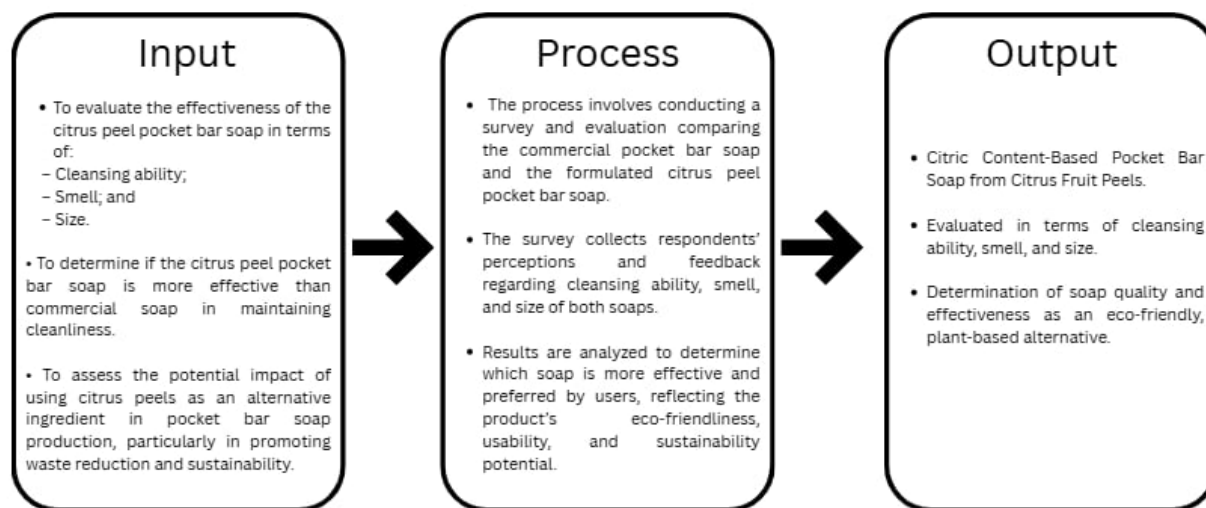 Input
• To evaluate the effectiveness of the
citrus peel pocket bar soap in terms
of:
– Cleansing ability;
– Smell; and
– Size.
• To determine if the citrus peel pocket
bar soap is more effective than
commercial soap in maintaining
cleanliness.
• To assess the potential impact of
using citrus peels as an alternative
ingredient in pocket bar soap
production, particularly in promoting
waste reduction and sustainability.
Process
• The process involves conducting a
survey and evaluation comparing
the commercial pocket bar soap
and the formulated citrus peel
pocket bar soap.
• The survey collects respondents’
perceptions and feedback
regarding cleansing ability, smell,
and size of both soaps.
• Results are analyzed to determine
which soap is more effective and
preferred by users, reflecting the
product’s eco-friendliness,
usability, and sustainability
potential.
Output
• Citric Content-Based Pocket Bar
Soap from Citrus Fruit Peels.
• Evaluated in terms of cleansing
ability, smell, and size.
• Determination of soap quality and
effectiveness as an eco-friendly,
plant-based alternative.